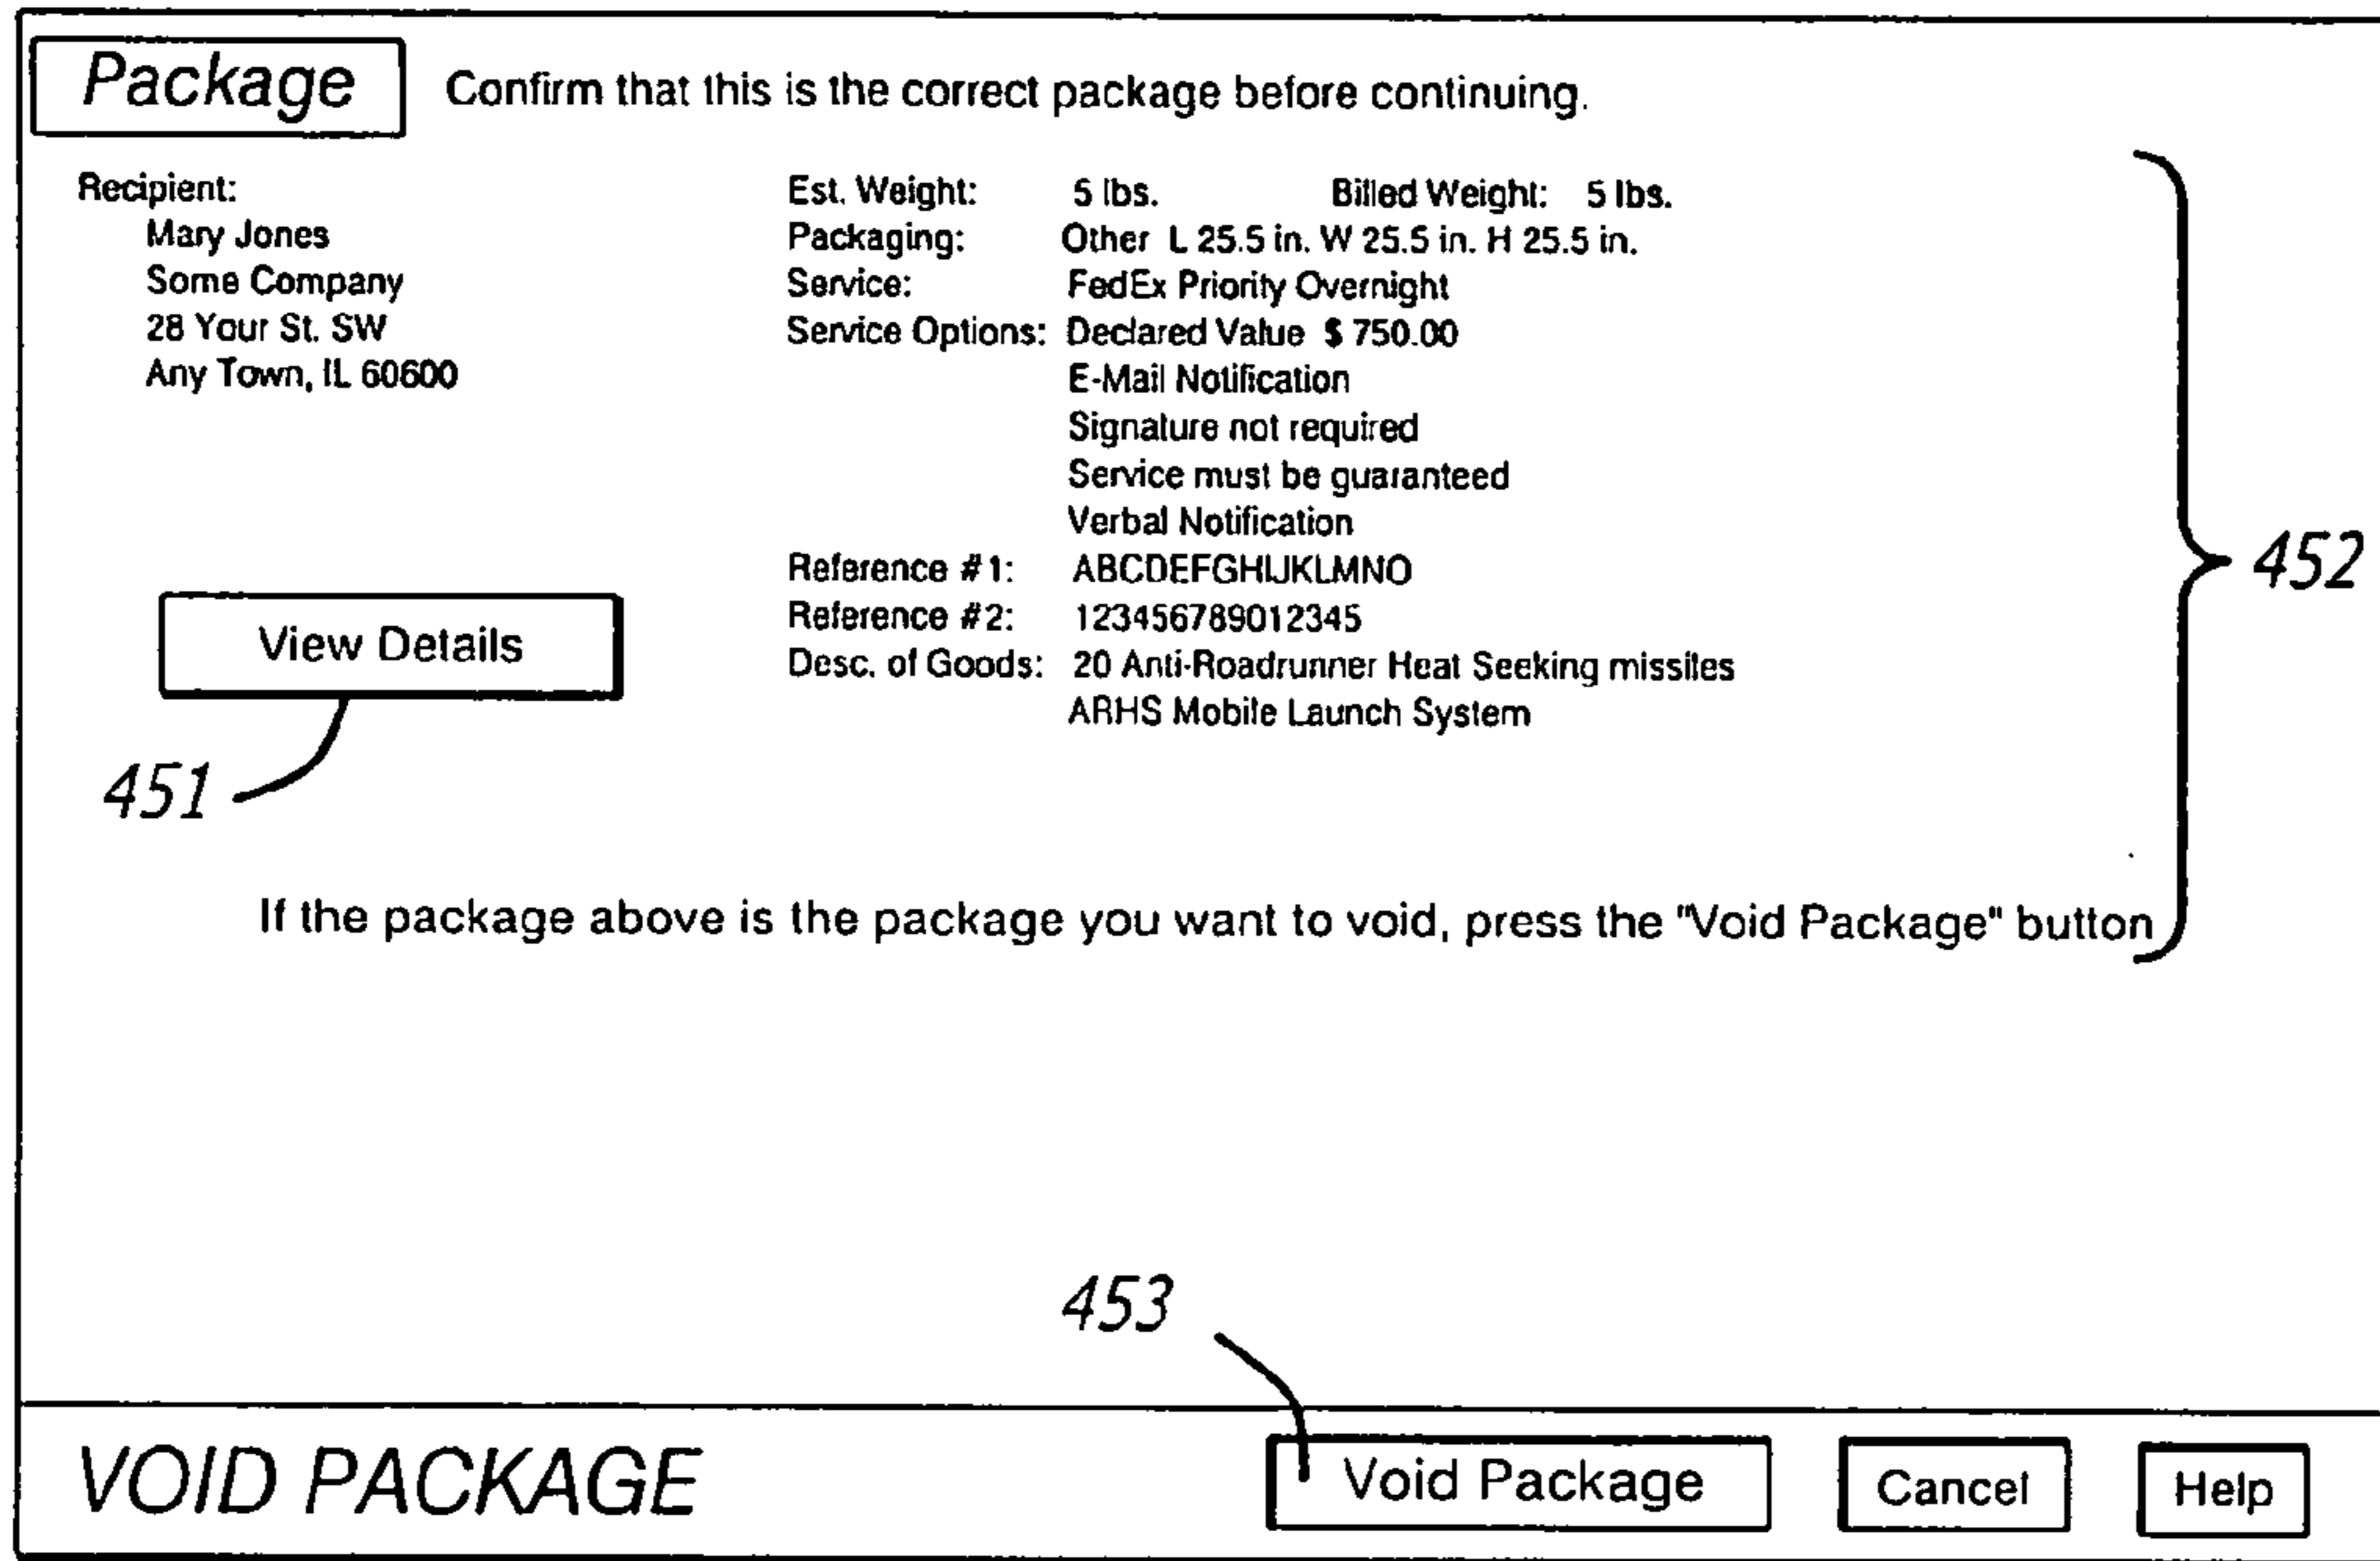 Package
Confirm that this is the correct package before continuing.
Recipient:
Mary Jones
Some Company
28 Your St. SW
Any Town, IL 60600
View Details
451
Est. Weight: 5 lbs. Billed Weight: 5 lbs.
Packaging: Other L 25.5 in. W 25.5 in. H 25.5 in.
Service: FedEx Priority Overnight
Service Options: Declared Value $ 750.00
E-Mail Notification
Signature not required
Service must be guaranteed
Verbal Notification
Reference #1: ABCDEFGHIJKLMNO
Reference #2: 123456789012345
Desc. of Goods: 20 Anti-Roadrunner Heat Seeking missiles
ARHS Mobile Launch System
452
If the package above is the package you want to void, press the "Void Package" button
453
VOID PACKAGE
Void Package
Cancel
Help